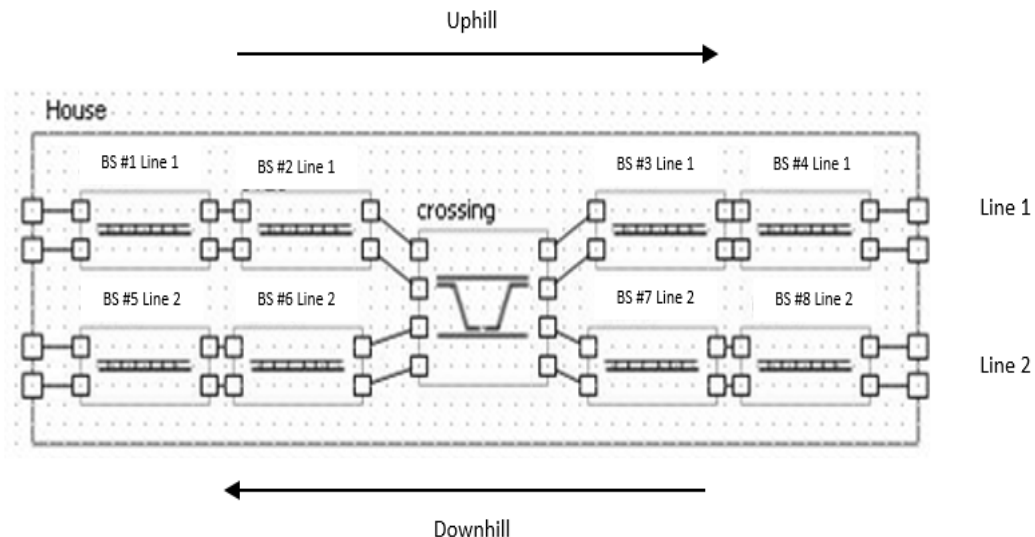 Uphill
House
BS #1 Line 1
BS #2 Line 1
BS #3 Line 1
BS #4 Line 1
crossing
Line 1
BS #5 Line 2
BS #6 Line 2
BS #7 Line 2
BS #8 Line 2
Line 2
Downhill